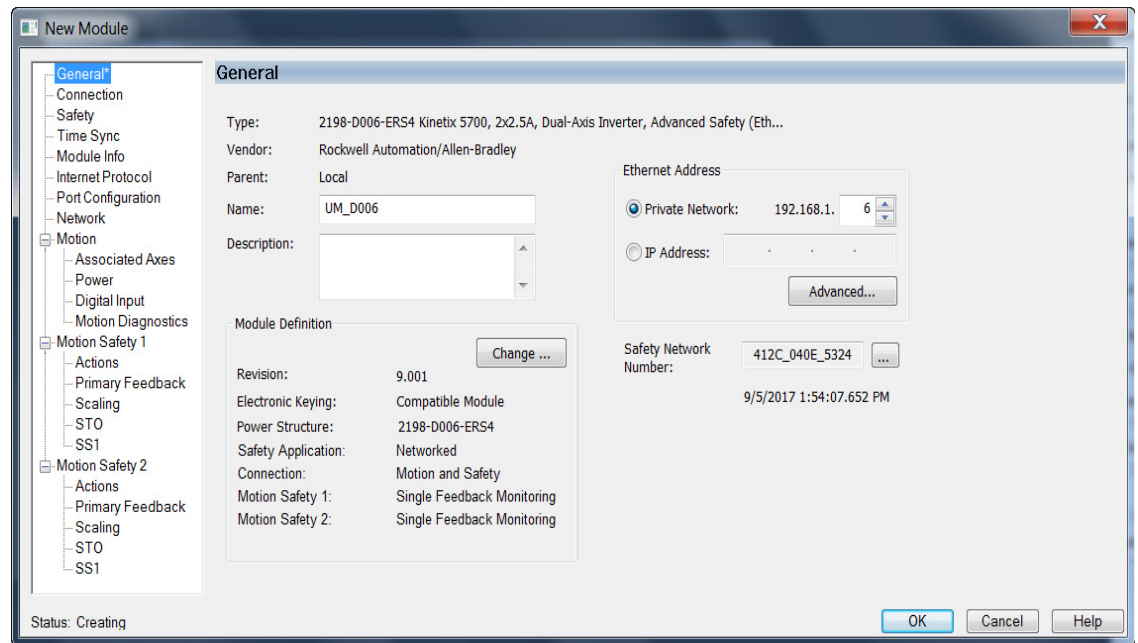 New Module
General*
Connection
Safety
Time Sync
Module Info
Internet Protocol
Port Configuration
Network
Motion
Associated Axes
Power
Digital Input
Motion Diagnostics
Motion Safety 1
Actions
Primary Feedback
Scaling
STO
SS1
Motion Safety 2
Actions
Primary Feedback
Scaling
STO
SS1
General
Type: 2198-D006-ERS4 Kinetix 5700, 2x2.5A, Dual-Axis Inverter, Advanced Safety (Eth...
Vendor: Rockwell Automation/Allen-Bradley
Parent: Local
Name: UM_D006
Description:
Module Definition
Change ...
Revision: 9.001
Electronic Keying: Compatible Module
Power Structure: 2198-D006-ERS4
Safety Application: Networked
Connection: Motion and Safety
Motion Safety 1: Single Feedback Monitoring
Motion Safety 2: Single Feedback Monitoring
Ethernet Address
Private Network: 192.168.1. 6
IP Address: . . .
Advanced...
Safety Network
Number: 412C_040E_5324 ...
9/5/2017 1:54:07.652 PM
Status: Creating
OK Cancel Help